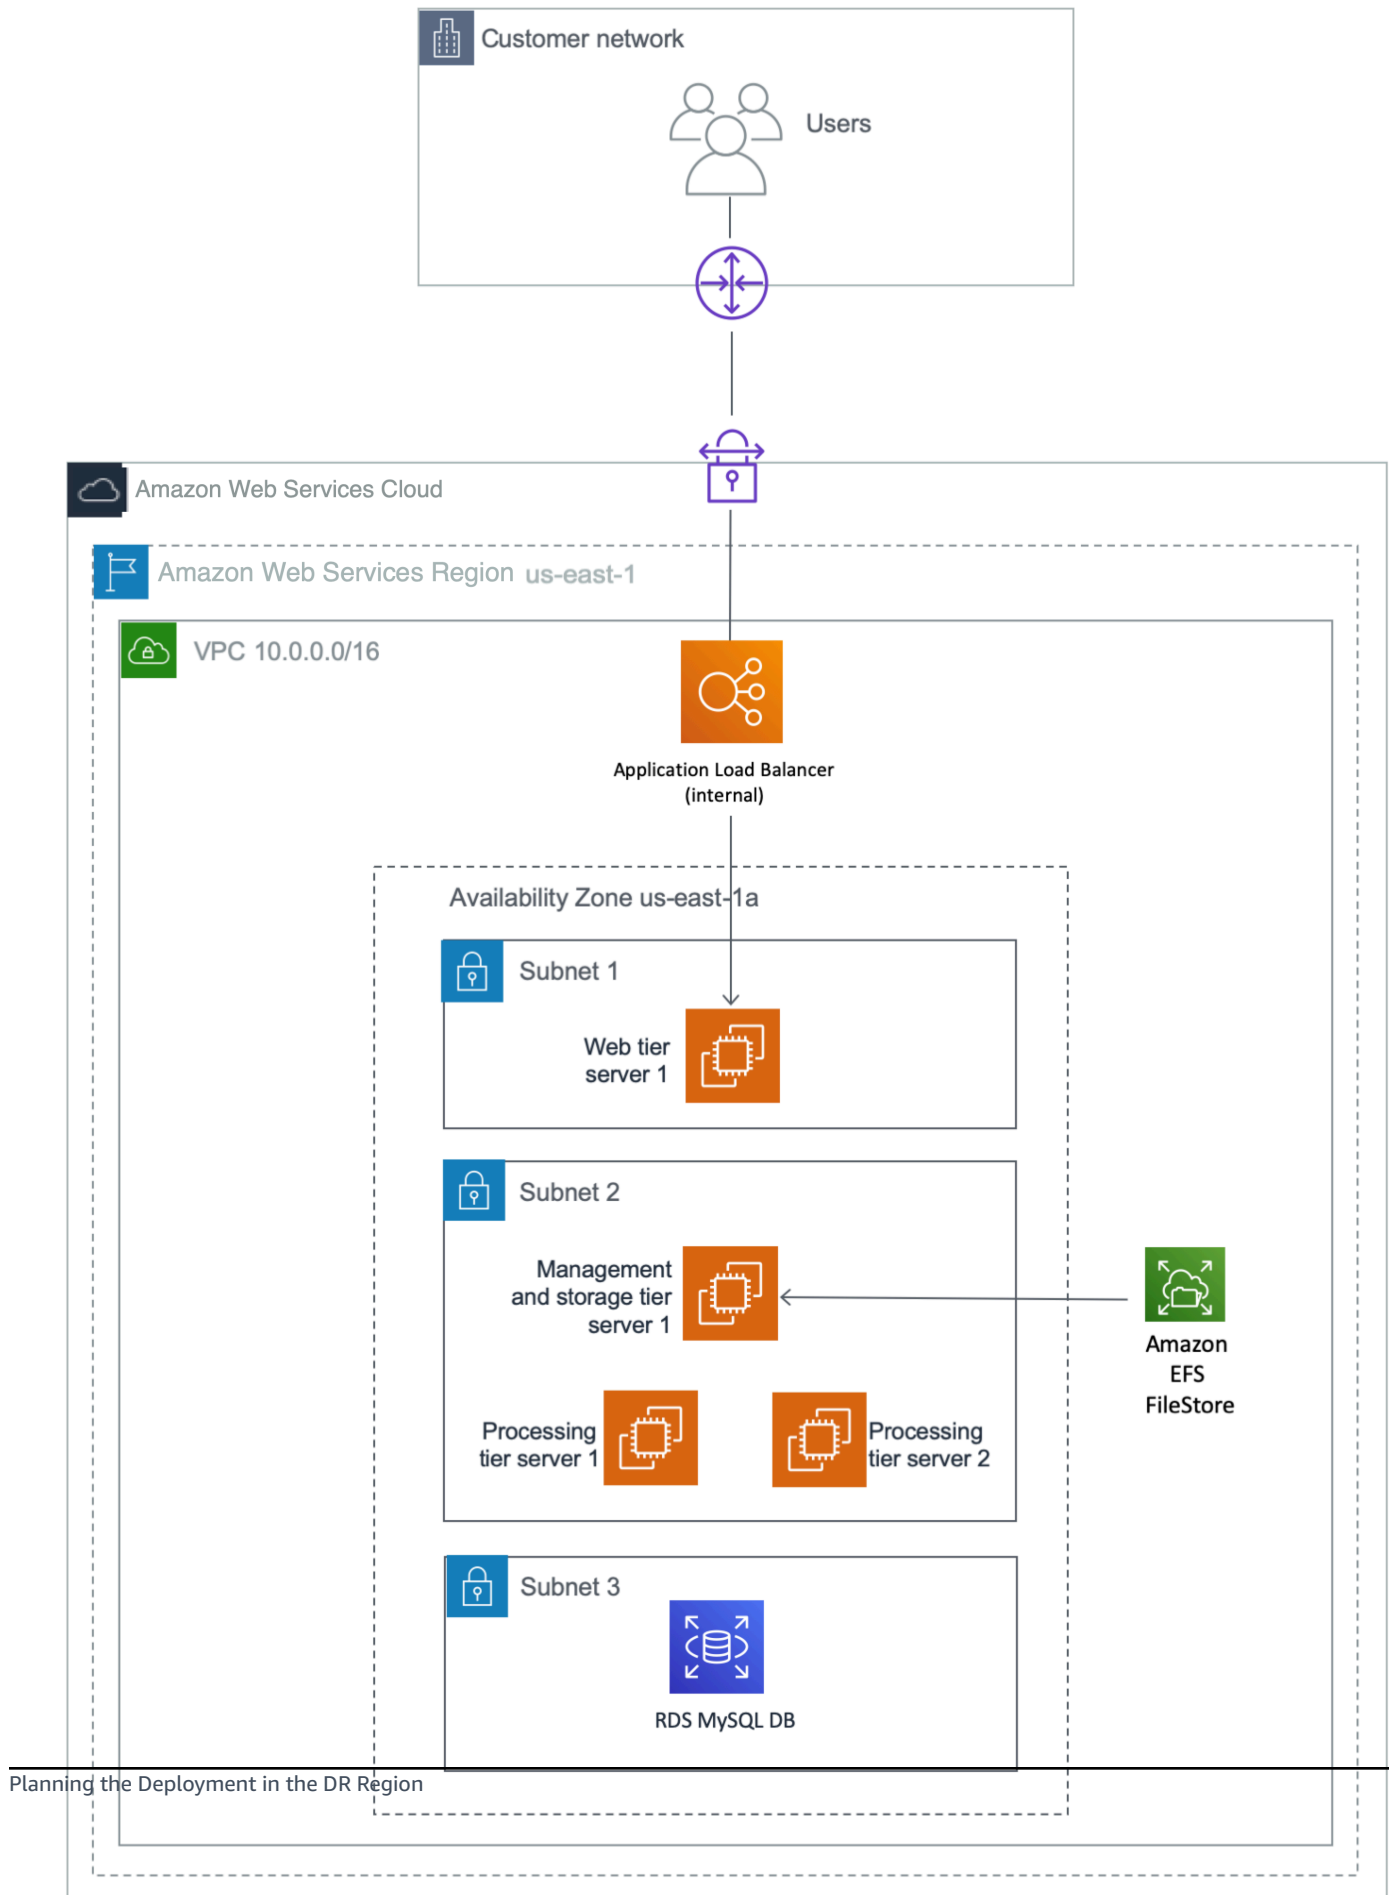 Customer network
Users
Amazon Web Services Cloud
Amazon Web Services Region us-east-1
VPC 10.0.0.0/16
Application Load Balancer
(internal)
Availability Zone us-east-1a
Subnet 1
Web tier
server 1
Subnet 2
Management
and storage tier
server 1
Amazon
EFS
FileStore
Processing
tier server 1
Processing
tier server 2
Subnet 3
RDS MySQL DB
Planning the Deployment in the DR Region